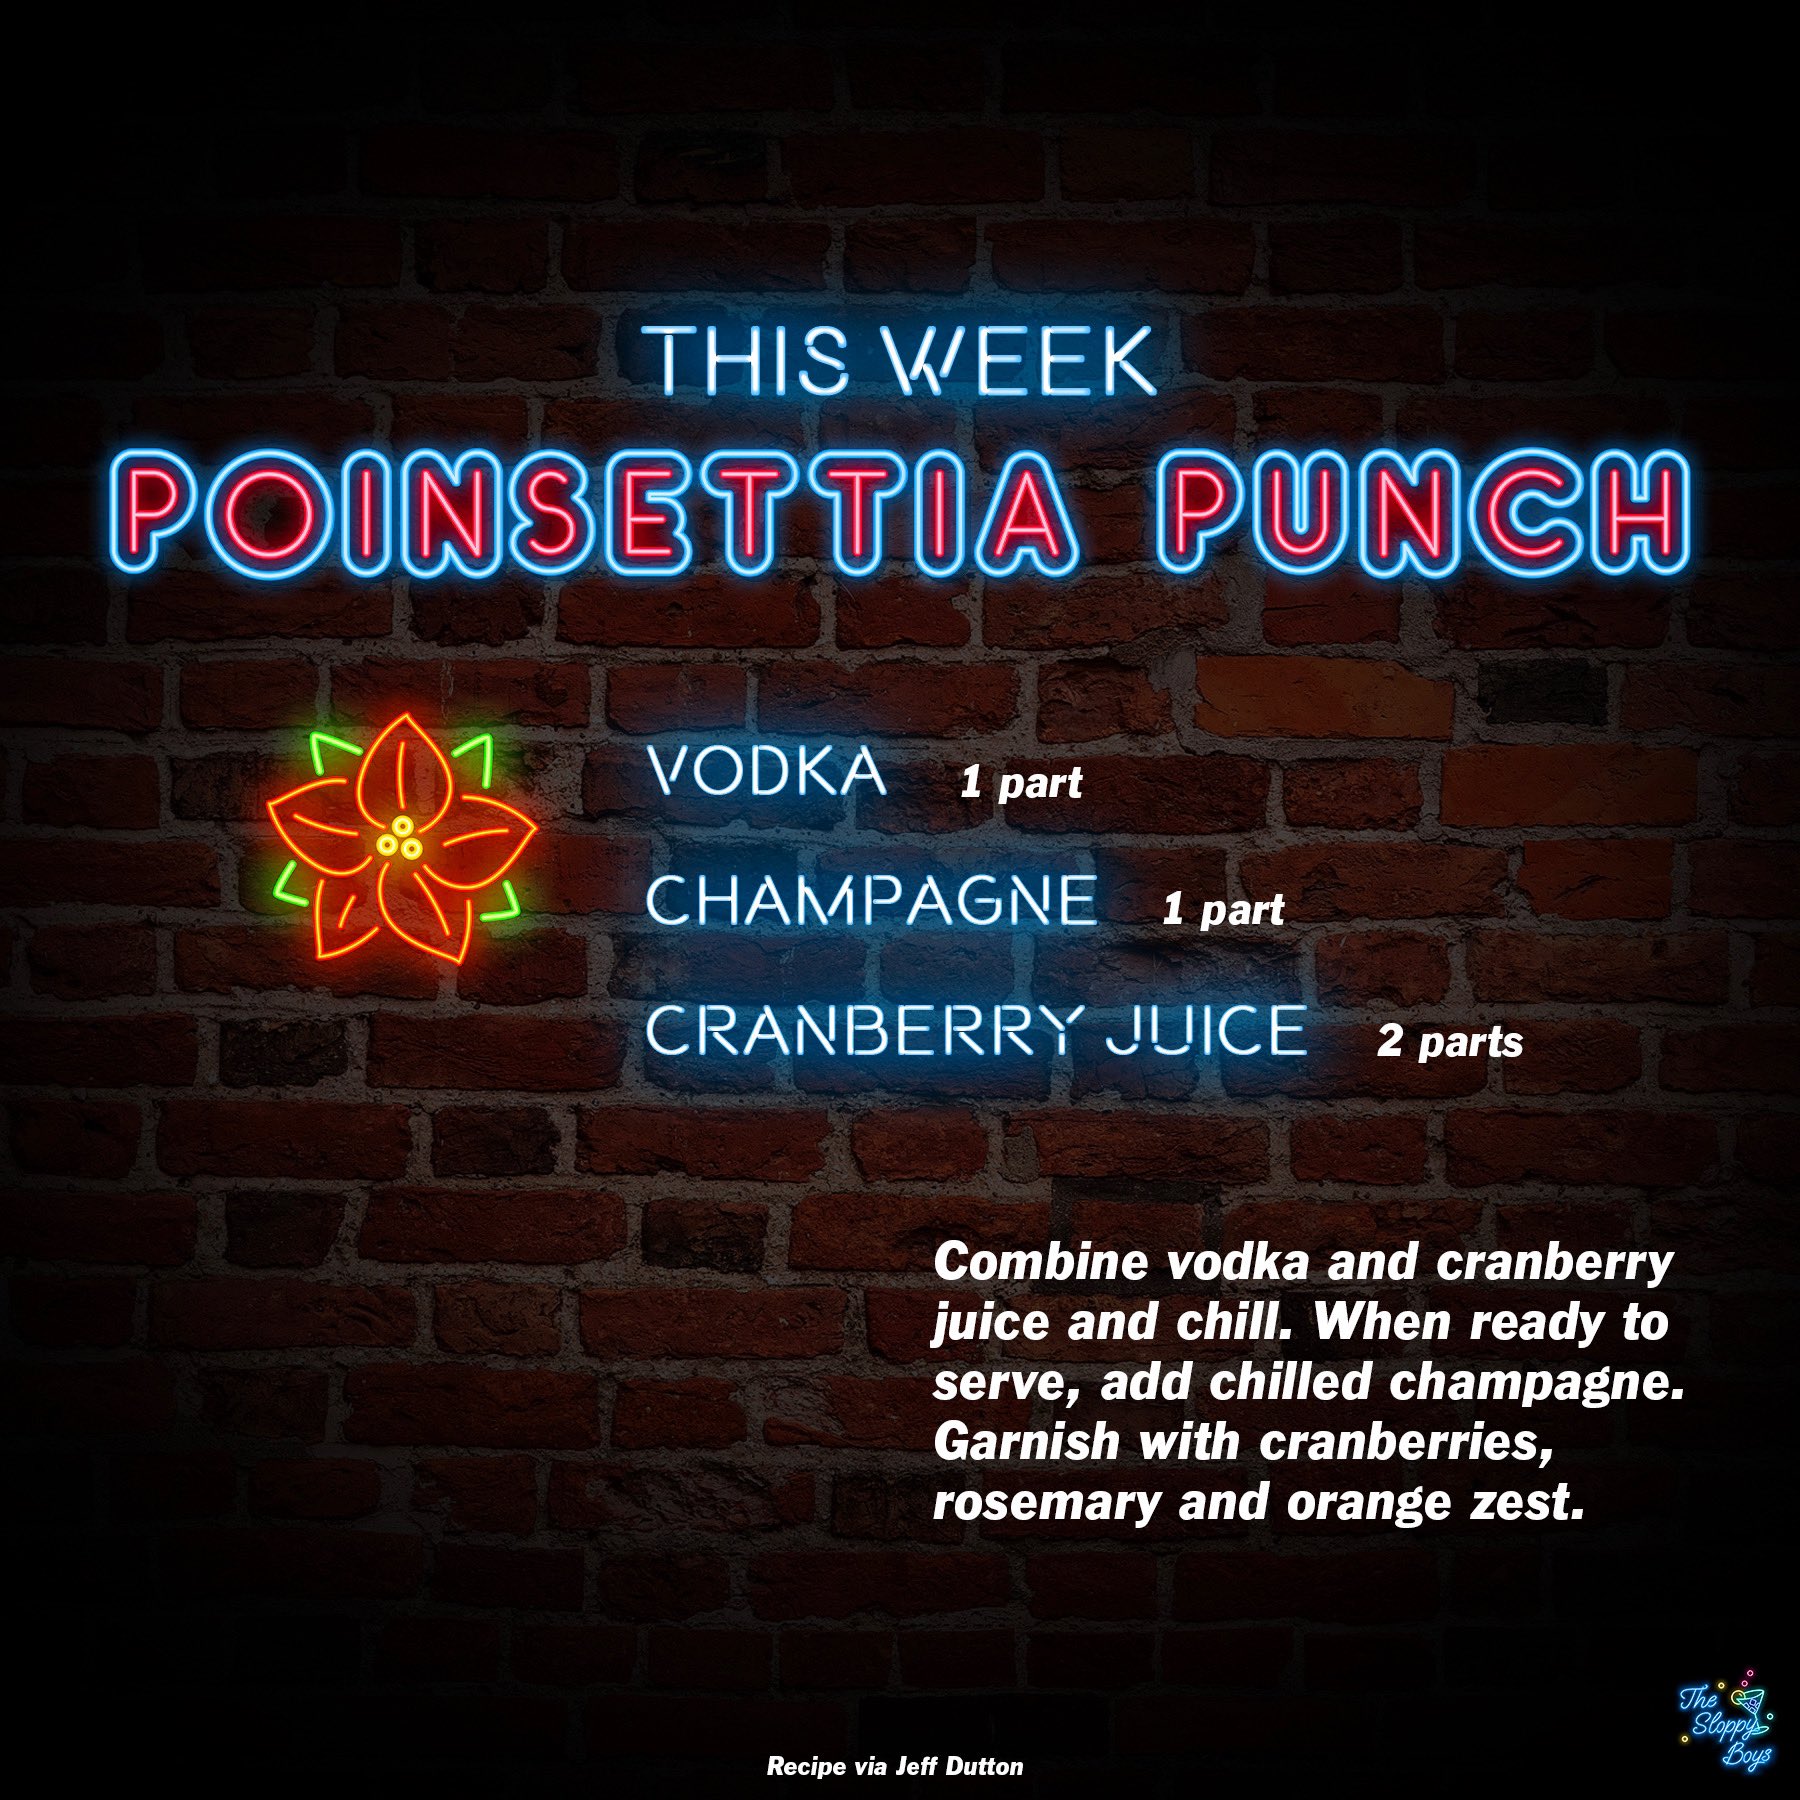 THIS WEEK
POINSETTIA PUNCH
VODKA 1 part
CHAMPAGNE 1 part
CRANBERRY JUICE 2 parts
Combine vodka and cranberry
juice and chill. When ready to
serve, add chilled champagne.
Garnish with cranberries,
rosemary and orange zest.
The
Sloppy
Boys
Recipe via Jeff Dutton